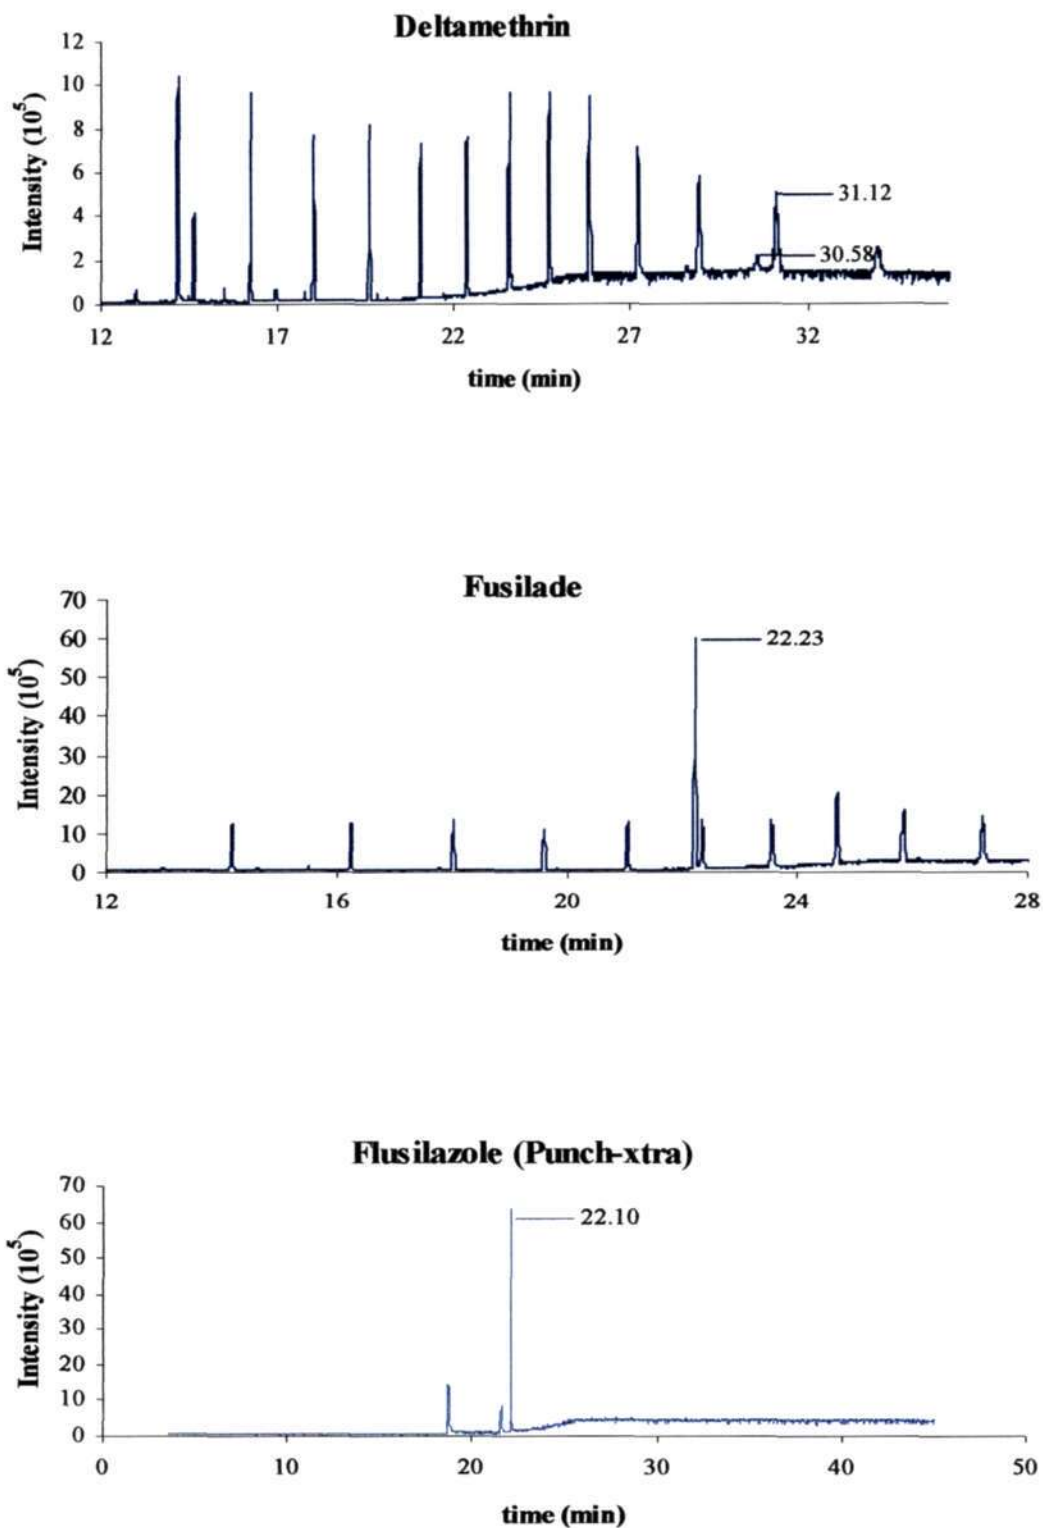 Deltamethrin
12
10
8
6
4
2
0
Intensity (10⁵)
31.12
30.58
12 17 22 27 32
time (min)
Fusilade
70
60
50
40
30
20
10
0
Intensity (10⁵)
22.23
12 16 20 24 28
time (min)
Flusilazole (Punch-xtra)
70
60
50
40
30
20
10
0
Intensity (10⁵)
22.10
0 10 20 30 40 50
time (min)